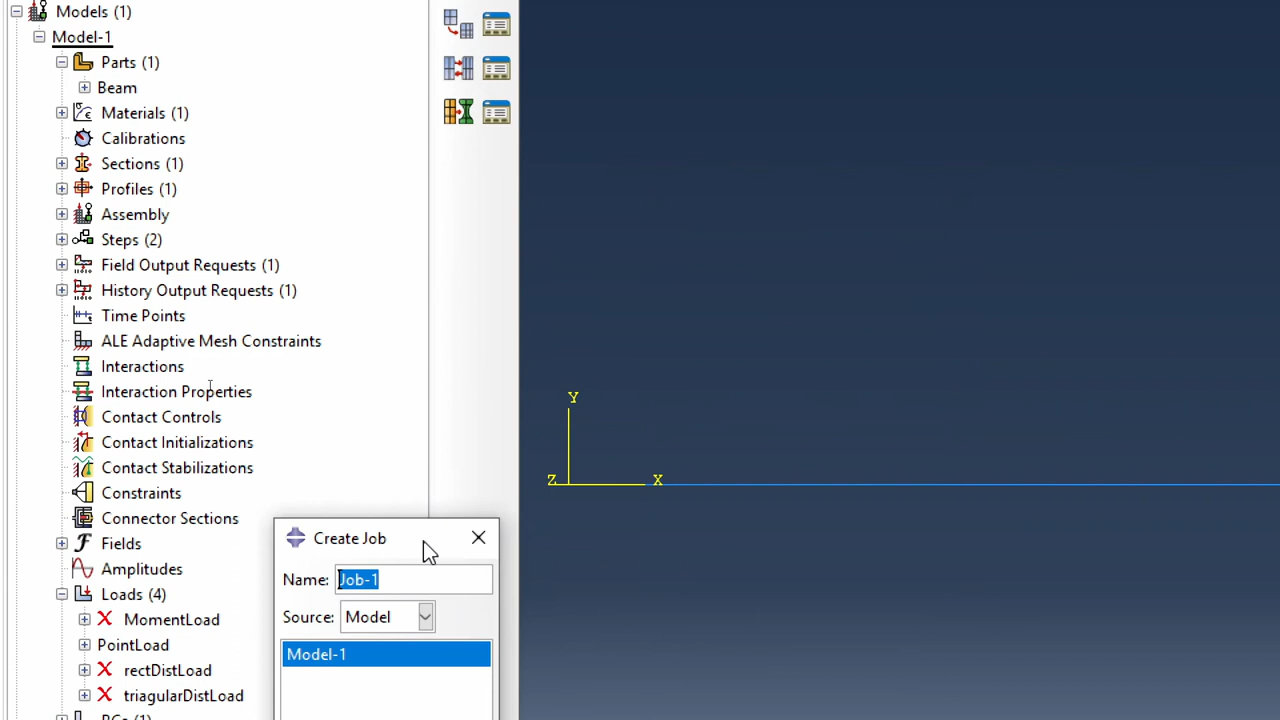 Models (1)
Model-1
Parts (1)
Beam
Materials (1)
Calibrations
Sections (1)
Profiles (1)
Assembly
Steps (2)
Field Output Requests (1)
History Output Requests (1)
Time Points
ALE Adaptive Mesh Constraints
Interactions
Interaction Properties
Contact Controls
Contact Initializations
Contact Stabilizations
Constraints
Connector Sections
Fields
Amplitudes
Loads (4)
MomentLoad
PointLoad
rectDistLoad
triagularDistLoad
BCs (1)
Create Job
Name: Job-1
Source: Model
Model-1
Y
Z X